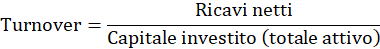 Turnover = Ricavi netti / Capitale investito (totale attivo)